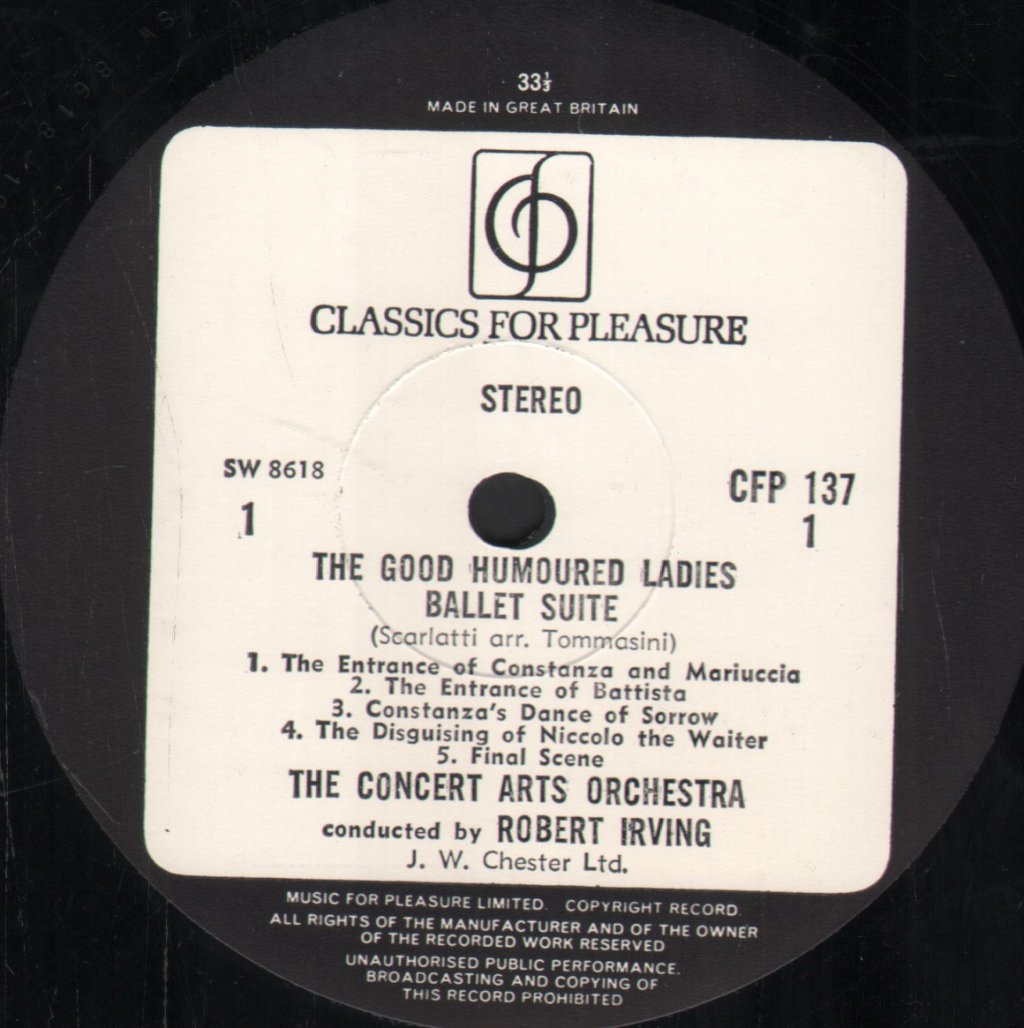 33⅓
MADE IN GREAT BRITAIN
CLASSICS FOR PLEASURE
STEREO
SW 8618
1
CFP 137
1
THE GOOD HUMOURED LADIES
BALLET SUITE
(Scarlatti arr. Tommasini)
1. The Entrance of Constanza and Mariuccia
2. The Entrance of Battista
3. Constanza's Dance of Sorrow
4. The Disguising of Niccolo the Waiter
5. Final Scene
THE CONCERT ARTS ORCHESTRA
conducted by ROBERT IRVING
J. W. Chester Ltd.
MUSIC FOR PLEASURE LIMITED. COPYRIGHT RECORD.
ALL RIGHTS OF THE MANUFACTURER AND OF THE OWNER
OF THE RECORDED WORK RESERVED
UNAUTHORISED PUBLIC PERFORMANCE,
BROADCASTING AND COPYING OF
THIS RECORD PROHIBITED